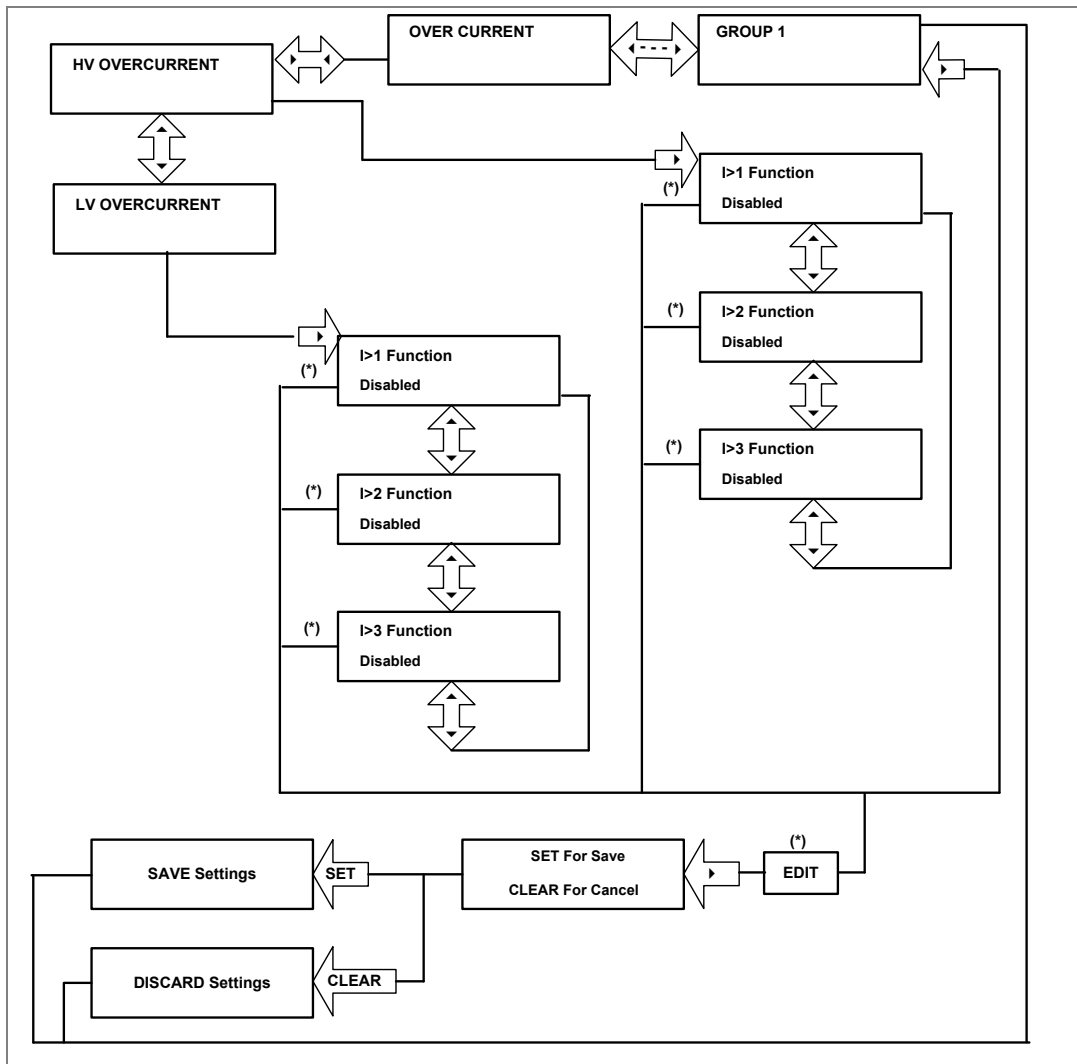 OVER CURRENT
GROUP 1
HV OVERCURRENT
I>1 Function
(*)
Disabled
LV OVERCURRENT
I>2 Function
(*)
Disabled
I>1 Function
(*)
Disabled
I>3 Function
(*)
Disabled
I>2 Function
(*)
Disabled
I>3 Function
(*)
Disabled
(*)
SET For Save
SAVE Settings
SET
EDIT
CLEAR For Cancel
DISCARD Settings
CLEAR